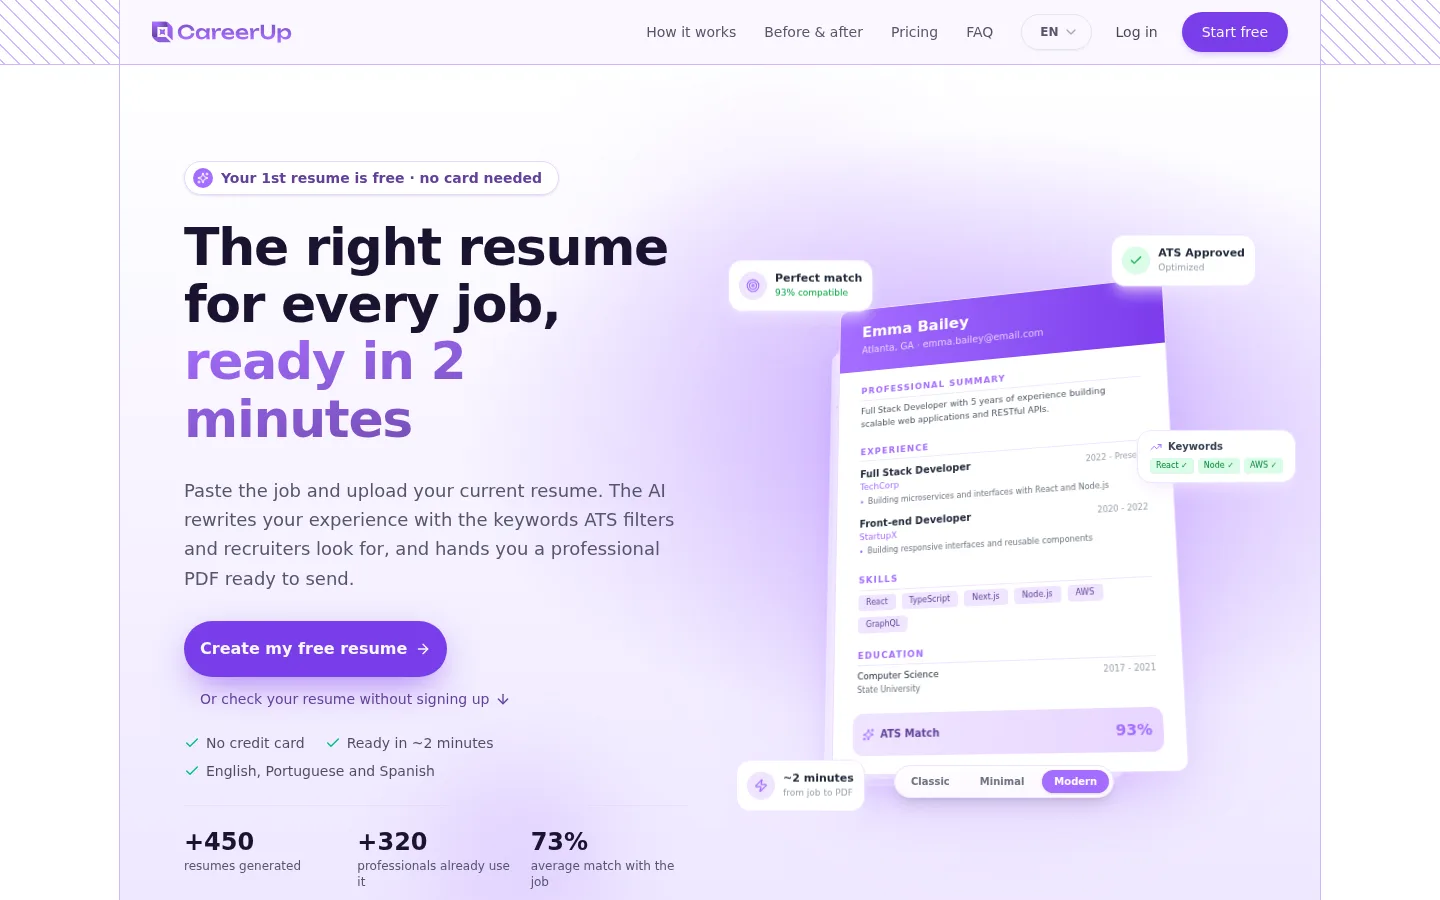 CareerUp
How it works
Before & after
Pricing
FAQ
EN
Log in
Start free
Your 1st resume is free · no card needed
The right resume
for every job,
ready in 2
minutes
Paste the job and upload your current resume. The AI
rewrites your experience with the keywords ATS filters
and recruiters look for, and hands you a professional
PDF ready to send.
Create my free resume →
Or check your resume without signing up ↓
✓ No credit card
✓ Ready in ~2 minutes
✓ English, Portuguese and Spanish
+450
resumes generated
+320
professionals already use
it
73%
average match with the
job
Perfect match
93% compatible
ATS Approved
Optimized
Emma Bailey
Atlanta, GA · emma.bailey@email.com
PROFESSIONAL SUMMARY
Full Stack Developer with 5 years of experience building
scalable web applications and RESTful APIs.
EXPERIENCE
Full Stack Developer
2022 - Prese
TechCorp
• Building microservices and interfaces with React and Node.js
Front-end Developer
2020 - 2022
StartupX
• Building responsive interfaces and reusable components
Keywords
React ✓
Node ✓
AWS ✓
SKILLS
React
TypeScript
Next.js
Node.js
AWS
GraphQL
EDUCATION
Computer Science
2017 - 2021
State University
ATS Match
93%
~2 minutes
from job to PDF
Classic
Minimal
Modern